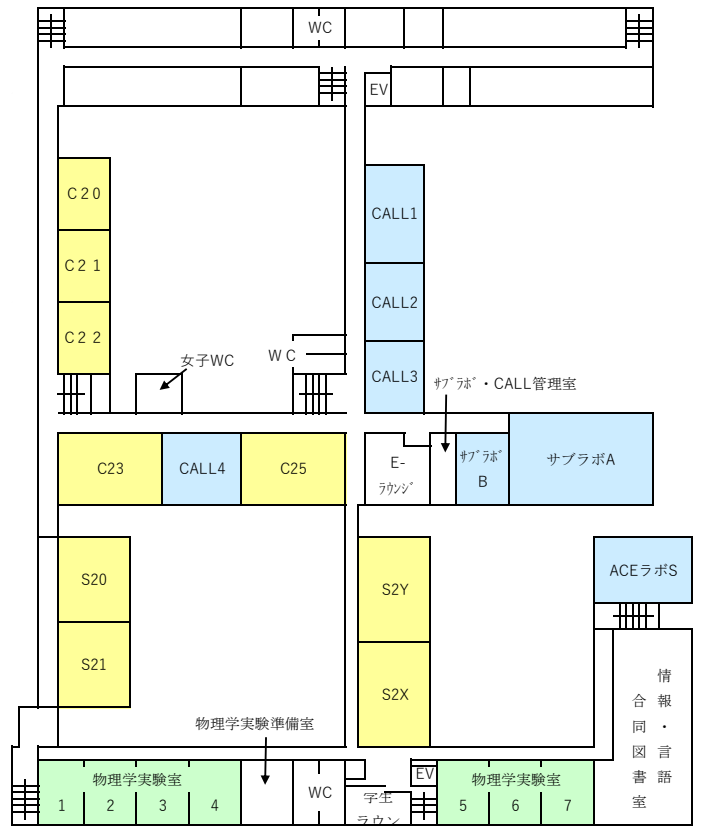 WC
EV
C20
CALL1
C21
CALL2
C22
女子WC
WC
CALL3
ｻﾌﾞﾗﾎﾞ・CALL管理室
C23
CALL4
C25
E-
ﾗｳﾝｼﾞ
ｻﾌﾞﾗﾎﾞ
B
サブラボA
S20
S2Y
ACEラボS
S21
S2X
情報・言語
合同図書室
物理学実験準備室
物理学実験室
1
2
3
4
WC
学生
ラウン
EV
物理学実験室
5
6
7